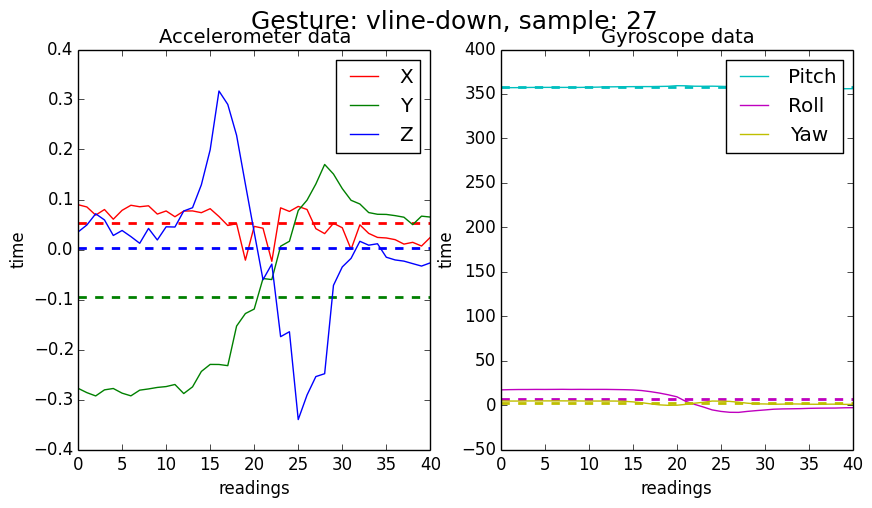 Gesture: vline-down, sample: 27
Accelerometer data
0.4
0.3
0.2
0.1
0.0
−0.1
−0.2
−0.3
−0.4
time
0 5 10 15 20 25 30 35 40
readings
X
Y
Z
Gyroscope data
400
350
300
250
200
150
100
50
0
−50
time
0 5 10 15 20 25 30 35 40
readings
Pitch
Roll
Yaw